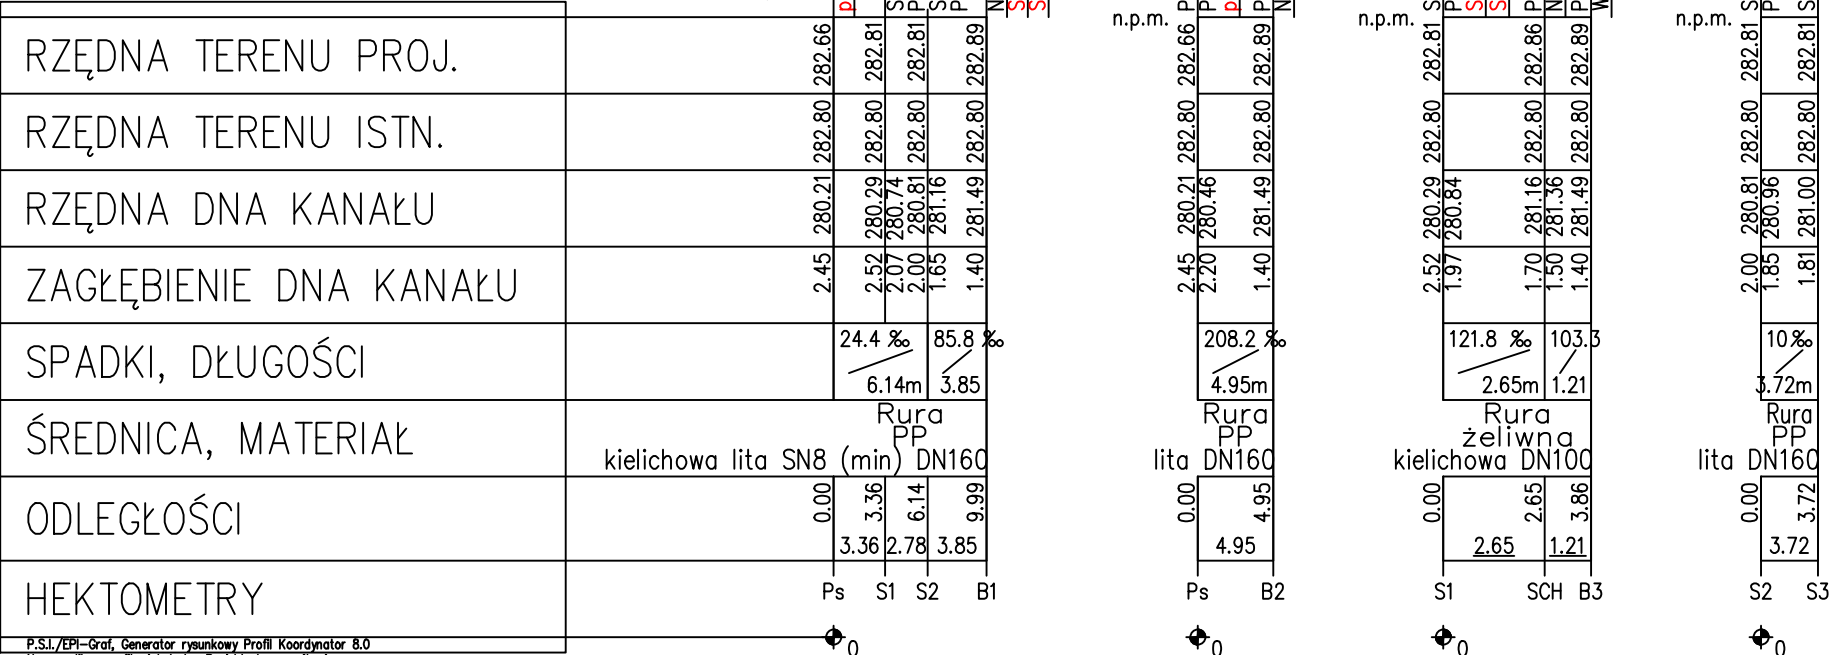 p S P S P N S S
n.p.m. P P p P N
n.p.m. S P S S P N P W
n.p.m. S P S
RZĘDNA TERENU PROJ. 282.66 282.81 282.81 282.89 282.66 282.89 282.81 282.86 282.89 282.81 282.81
RZĘDNA TERENU ISTN. 282.80 282.80 282.80 282.80 282.80 282.80 282.80 282.80 282.80 282.80 282.80
RZĘDNA DNA KANAŁU 280.21 280.29 280.74 280.81 281.16 281.49 280.21 280.46 281.49 280.29 280.84 281.16 281.36 281.49 280.81 280.96 281.00
ZAGŁĘBIENIE DNA KANAŁU 2.45 2.52 2.07 2.00 1.65 1.40 2.45 2.20 1.40 2.52 1.97 1.70 1.50 1.40 2.00 1.85 1.81
SPADKI, DŁUGOŚCI
24.4 ‰ 85.8 ‰ 208.2 ‰ 121.8 ‰ 103.3 10‰
6.14m 3.85 4.95m 2.65m 1.21 3.72m
ŚREDNICA, MATERIAŁ
Rura Rura Rura Rura
PP PP żeliwna PP
kielichowa lita SN8 (min) DN160 lita DN160 kielichowa DN100 lita DN160
ODLEGŁOŚCI 0.00 3.36 6.14 9.99 0.00 4.95 0.00 2.65 3.86 0.00 3.72
3.36 2.78 3.85 4.95 2.65 1.21 3.72
HEKTOMETRY Ps S1 S2 B1 Ps B2 S1 SCH B3 S2 S3
P.S.I./EPI-Graf, Generator rysunkowy Profil Koordynator 8.0
0 0 0 0